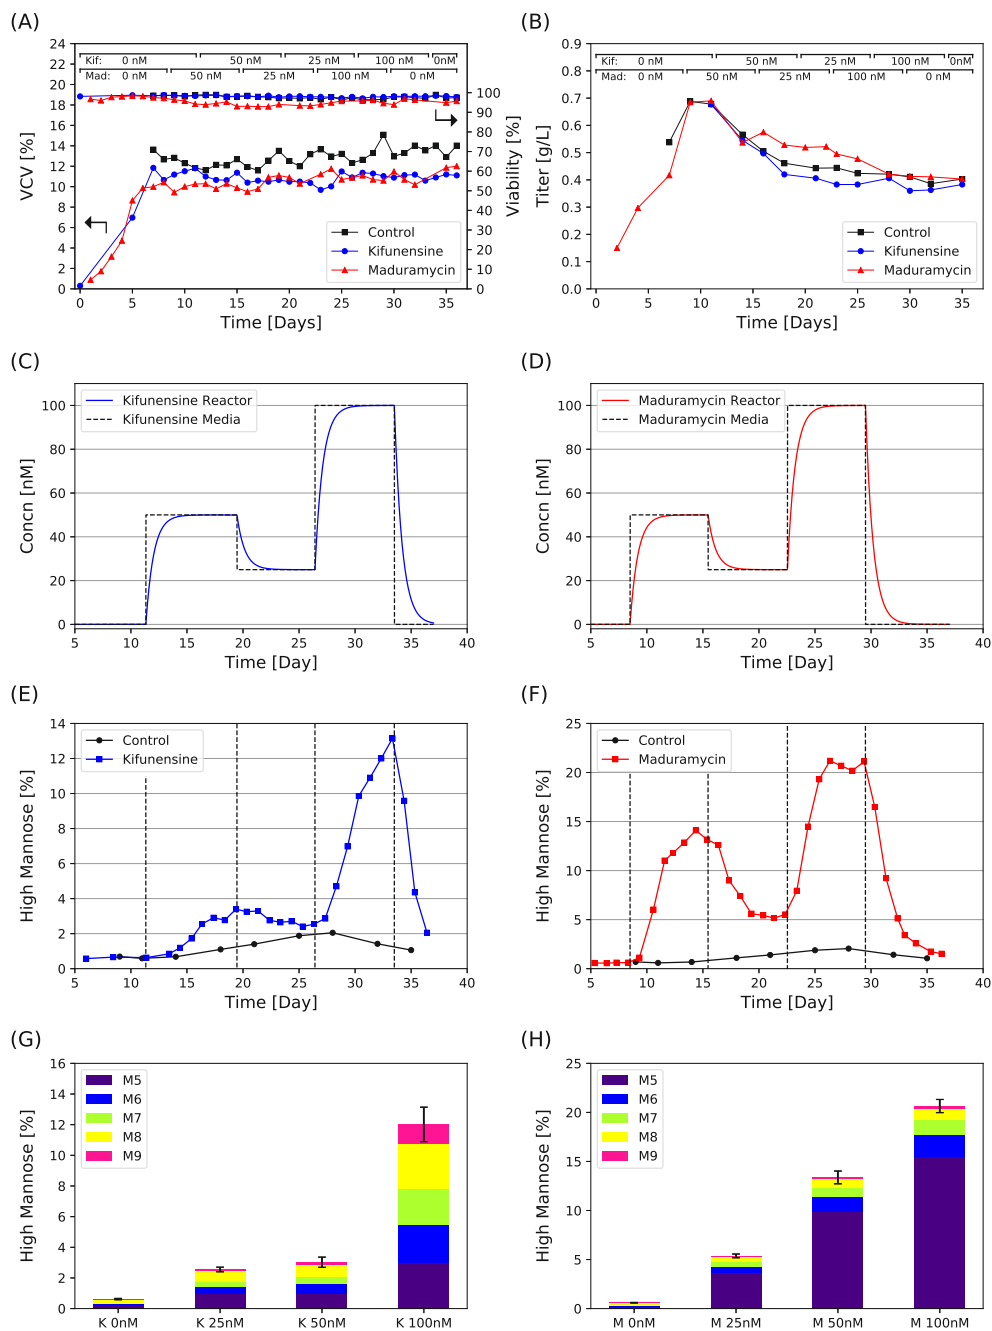 (A)
24
22
20
18
16
14
12
10
8
6
4
2
0
VCV [%]
Kif: 0 nM 50 nM 25 nM 100 nM 0nM
Mad: 0 nM 50 nM 25 nM 100 nM 0 nM
100
90
80
70
60
50
40
30
20
10
0
Viability [%]
Control
Kifunensine
Maduramycin
0 5 10 15 20 25 30 35
Time [Days]
(B)
0.9
0.8
0.7
0.6
0.5
0.4
0.3
0.2
0.1
0.0
Titer [g/L]
Kif: 0 nM 50 nM 25 nM 100 nM 0nM
Mad: 0 nM 50 nM 25 nM 100 nM 0 nM
Control
Kifunensine
Maduramycin
0 5 10 15 20 25 30 35
Time [Days]
(C)
100
80
60
40
20
0
Concn [nM]
Kifunensine Reactor
Kifunensine Media
5 10 15 20 25 30 35 40
Time [Day]
(D)
100
80
60
40
20
0
Concn [nM]
Maduramycin Reactor
Maduramycin Media
5 10 15 20 25 30 35 40
Time [Day]
(E)
14
12
10
8
6
4
2
0
High Mannose [%]
Control
Kifunensine
5 10 15 20 25 30 35 40
Time [Day]
(F)
25
20
15
10
5
0
High Mannose [%]
Control
Maduramycin
5 10 15 20 25 30 35 40
Time [Day]
(G)
16
14
12
10
8
6
4
2
0
High Mannose [%]
M5
M6
M7
M8
M9
K 0nM K 25nM K 50nM K 100nM
(H)
25
20
15
10
5
0
High Mannose [%]
M5
M6
M7
M8
M9
M 0nM M 25nM M 50nM M 100nM